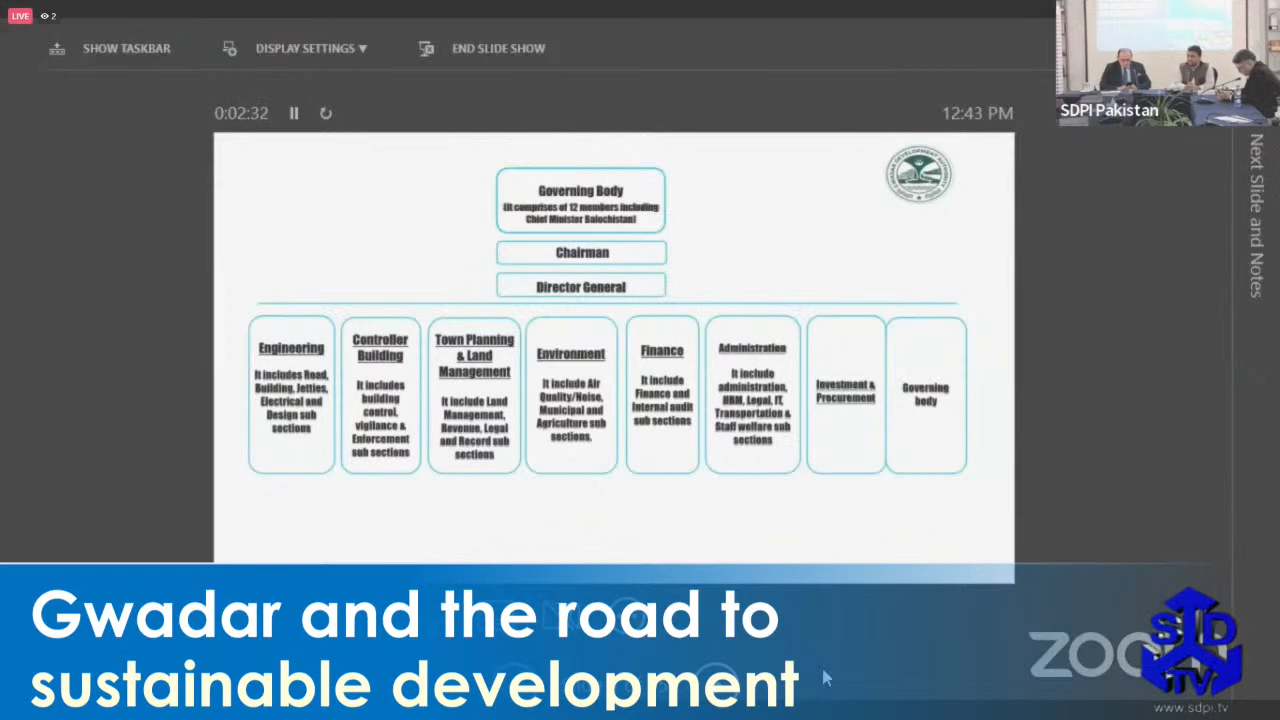 LIVE 2
SHOW TASKBAR DISPLAY SETTINGS ▼ END SLIDE SHOW
0:02:32 12:43 PM
SDPI Pakistan
Next Slide and Notes
Governing Body
(It comprises of 12 members including
Chief Minister Balochistan)
Chairman
Director General
Engineering
It includes Road,
Building, Jetties,
Electrical and
Design sub
sections
Controller
Building
It includes
building
control,
vigilance &
Enforcement
sub sections
Town Planning
& Land
Management
It include Land
Management,
Revenue, Legal
and Record sub
sections
Environment
It include Air
Quality/Noise,
Municipal and
Agriculture sub
sections.
Finance
It include
Finance and
Internal audit
sub sections
Administration
It include
administration,
HRM, Legal, IT,
Transportation &
Staff welfare sub
sections
Investment &
Procurement
Governing
body
Gwadar and the road to
sustainable development
zoom
SD
TV
www.sdpi.tv